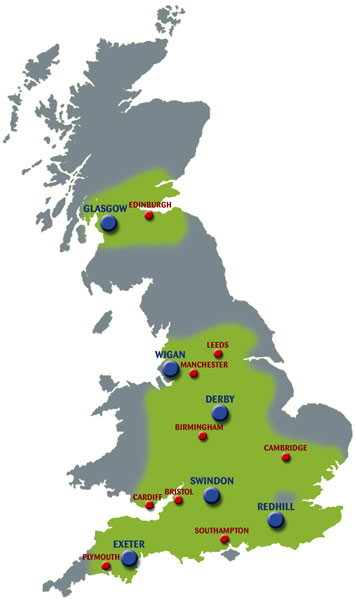 GLASGOW
EDINBURGH
LEEDS
WIGAN
MANCHESTER
DERBY
BIRMINGHAM
CAMBRIDGE
SWINDON
BRISTOL
CARDIFF
REDHILL
SOUTHAMPTON
EXETER
PLYMOUTH